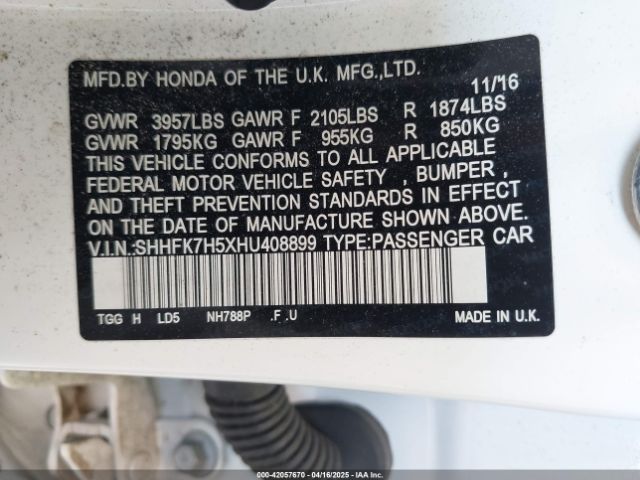 MFD.BY HONDA OF THE U.K. MFG.,LTD.
11/16
GVWR 3957LBS GAWR F 2105LBS R 1874LBS
GVWR 1795KG GAWR F 955KG R 850KG
THIS VEHICLE CONFORMS TO ALL APPLICABLE
FEDERAL MOTOR VEHICLE SAFETY , BUMPER ,
AND THEFT PREVENTION STANDARDS IN EFFECT
ON THE DATE OF MANUFACTURE SHOWN ABOVE.
V.I.N.:SHHFK7H5XHU408899 TYPE:PASSENGER CAR
TGG H LD5 NH788P .F .U MADE IN U.K.
000-42057670 04/16/2025 IAA Inc.